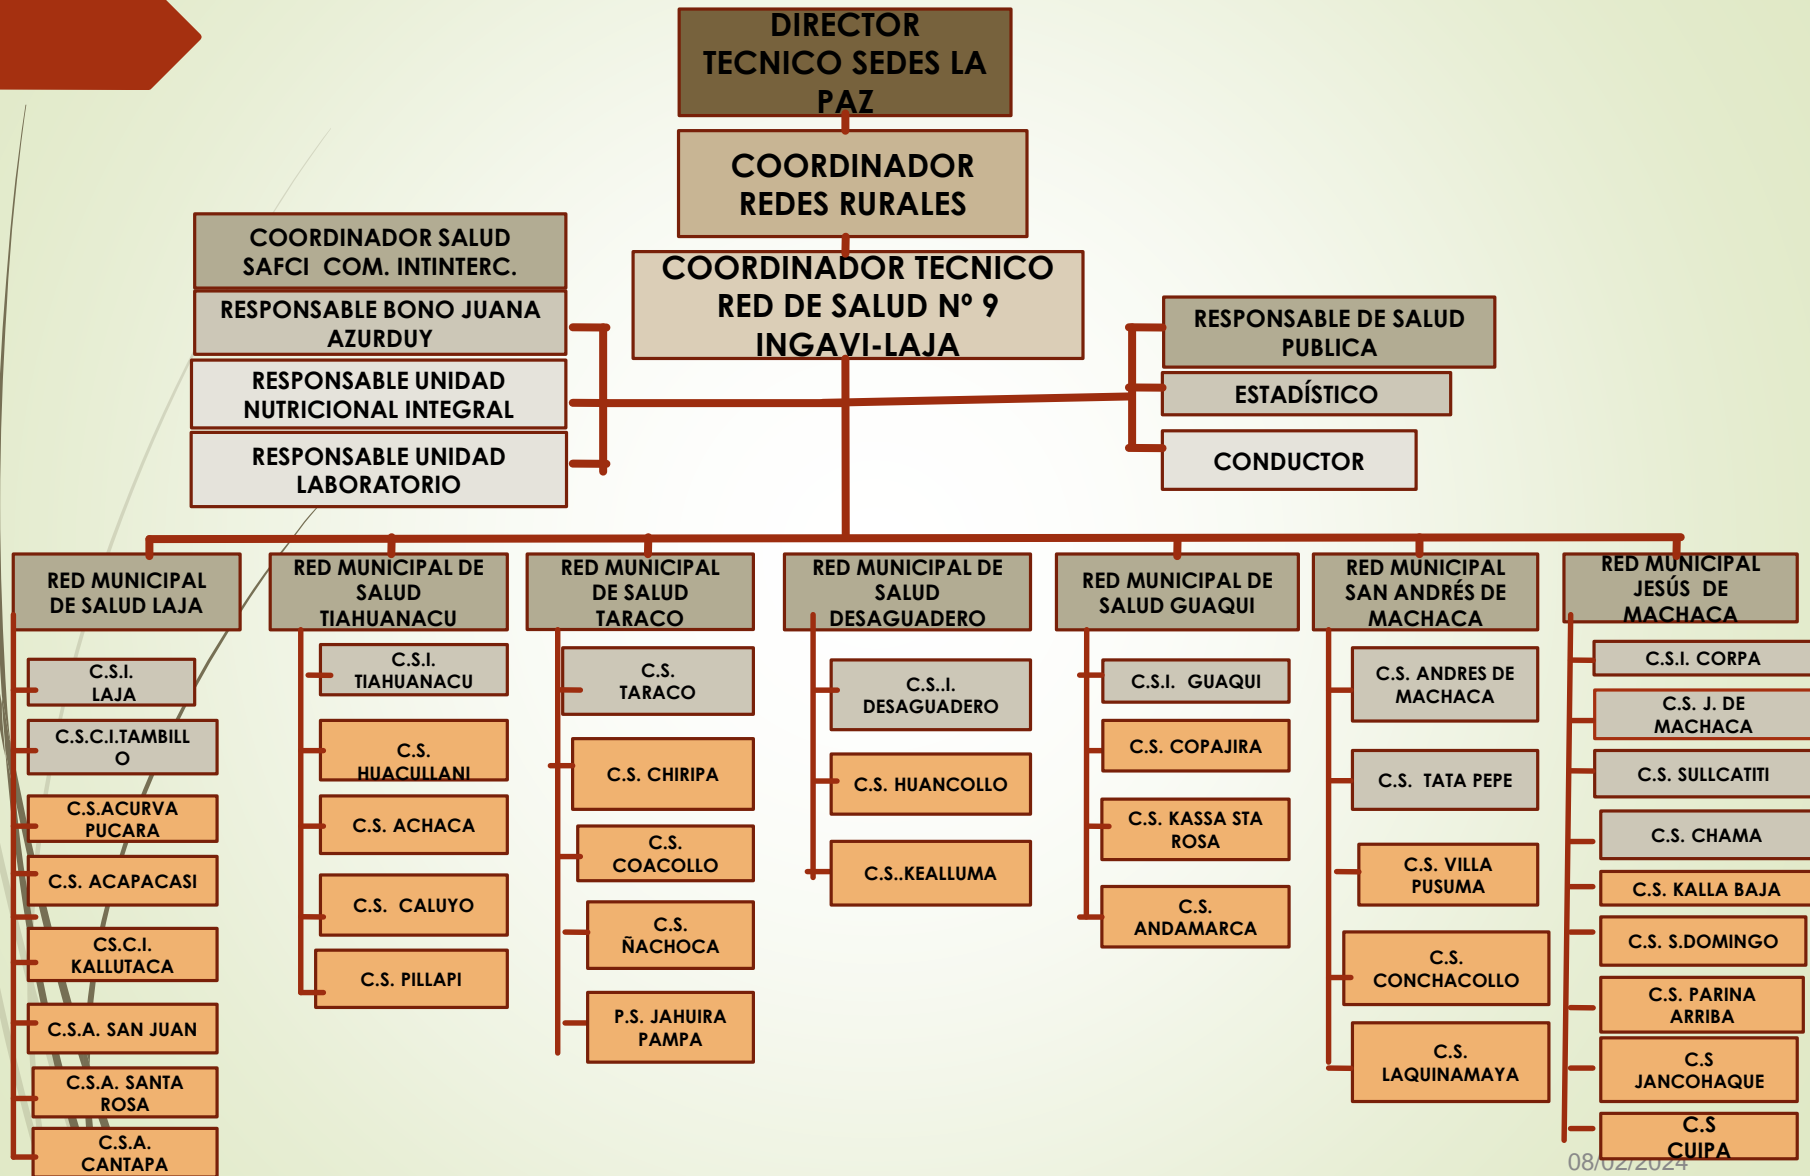 DIRECTOR
TECNICO SEDES LA
PAZ
COORDINADOR
REDES RURALES
COORDINADOR TECNICO
RED DE SALUD Nº 9
INGAVI-LAJA
COORDINADOR SALUD
SAFCI COM. INTINTERC.
RESPONSABLE BONO JUANA
AZURDUY
RESPONSABLE UNIDAD
NUTRICIONAL INTEGRAL
RESPONSABLE UNIDAD
LABORATORIO
RESPONSABLE DE SALUD
PUBLICA
ESTADÍSTICO
CONDUCTOR
RED MUNICIPAL
DE SALUD LAJA
C.S.I.
LAJA
C.S.C.I.TAMBILL
O
C.S.ACURVA
PUCARA
C.S. ACAPACASI
CS.C.I.
KALLUTACA
C.S.A. SAN JUAN
C.S.A. SANTA
ROSA
C.S.A.
CANTAPA
RED MUNICIPAL DE
SALUD
TIAHUANACU
C.S.I.
TIAHUANACU
C.S.
HUACULLANI
C.S. ACHACA
C.S. CALUYO
C.S. PILLAPI
RED MUNICIPAL
DE SALUD
TARACO
C.S.
TARACO
C.S. CHIRIPA
C.S.
COACOLLO
C.S.
ÑACHOCA
P.S. JAHUIRA
PAMPA
RED MUNICIPAL DE
SALUD
DESAGUADERO
C.S..I.
DESAGUADERO
C.S. HUANCOLLO
C.S..KEALLUMA
RED MUNICIPAL DE
SALUD GUAQUI
C.S.I. GUAQUI
C.S. COPAJIRA
C.S. KASSA STA
ROSA
C.S.
ANDAMARCA
RED MUNICIPAL
SAN ANDRÉS DE
MACHACA
C.S. ANDRES DE
MACHACA
C.S. TATA PEPE
C.S. VILLA
PUSUMA
C.S.
CONCHACOLLO
C.S.
LAQUINAMAYA
RED MUNICIPAL
JESÚS DE
MACHACA
C.S.I. CORPA
C.S. J. DE
MACHACA
C.S. SULLCATITI
C.S. CHAMA
C.S. KALLA BAJA
C.S. S.DOMINGO
C.S. PARINA
ARRIBA
C.S
JANCOHAQUE
C.S
CUIPA
08/02/2024